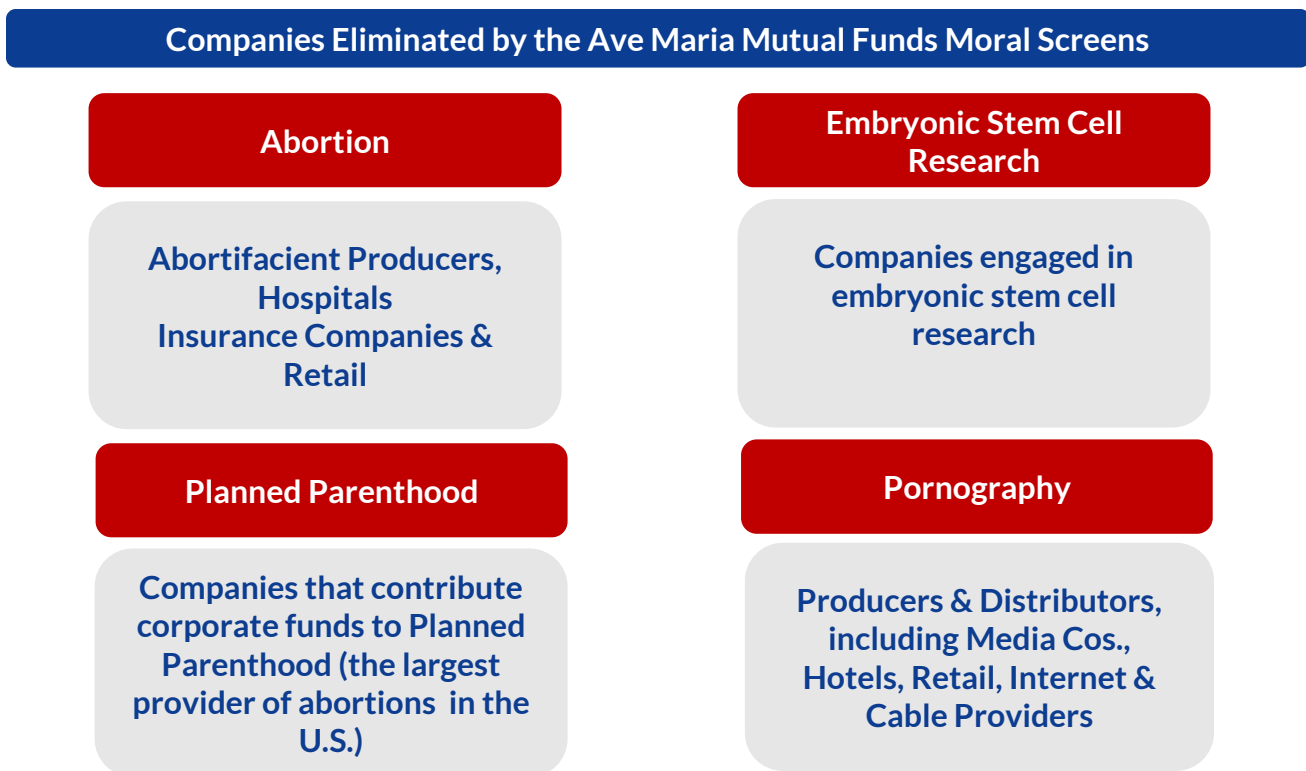 Companies Eliminated by the Ave Maria Mutual Funds Moral Screens
Abortion
Abortifacient Producers,
Hospitals
Insurance Companies &
Retail
Embryonic Stem Cell
Research
Companies engaged in
embryonic stem cell
research
Planned Parenthood
Companies that contribute
corporate funds to Planned
Parenthood (the largest
provider of abortions  in the
U.S.)
Pornography
Producers & Distributors,
including Media Cos.,
Hotels, Retail, Internet &
Cable Providers